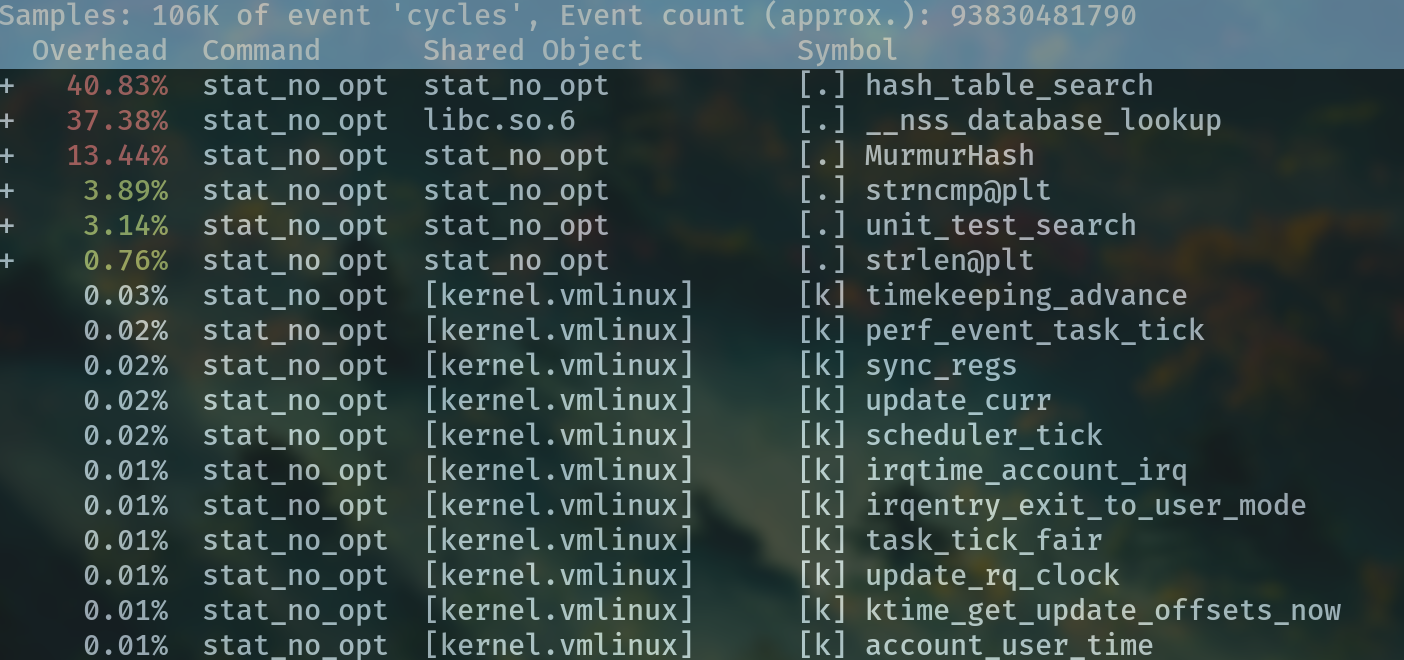 Samples: 106K of event 'cycles', Event count (approx.): 93830481790
Overhead  Command       Shared Object         Symbol
+   40.83%  stat_no_opt  stat_no_opt           [.] hash_table_search
+   37.38%  stat_no_opt  libc.so.6             [.] __nss_database_lookup
+   13.44%  stat_no_opt  stat_no_opt           [.] MurmurHash
+    3.89%  stat_no_opt  stat_no_opt           [.] strncmp@plt
+    3.14%  stat_no_opt  stat_no_opt           [.] unit_test_search
+    0.76%  stat_no_opt  stat_no_opt           [.] strlen@plt
     0.03%  stat_no_opt  [kernel.vmlinux]      [k] timekeeping_advance
     0.02%  stat_no_opt  [kernel.vmlinux]      [k] perf_event_task_tick
     0.02%  stat_no_opt  [kernel.vmlinux]      [k] sync_regs
     0.02%  stat_no_opt  [kernel.vmlinux]      [k] update_curr
     0.02%  stat_no_opt  [kernel.vmlinux]      [k] scheduler_tick
     0.01%  stat_no_opt  [kernel.vmlinux]      [k] irqtime_account_irq
     0.01%  stat_no_opt  [kernel.vmlinux]      [k] irqentry_exit_to_user_mode
     0.01%  stat_no_opt  [kernel.vmlinux]      [k] task_tick_fair
     0.01%  stat_no_opt  [kernel.vmlinux]      [k] update_rq_clock
     0.01%  stat_no_opt  [kernel.vmlinux]      [k] ktime_get_update_offsets_now
     0.01%  stat_no_opt  [kernel.vmlinux]      [k] account_user_time